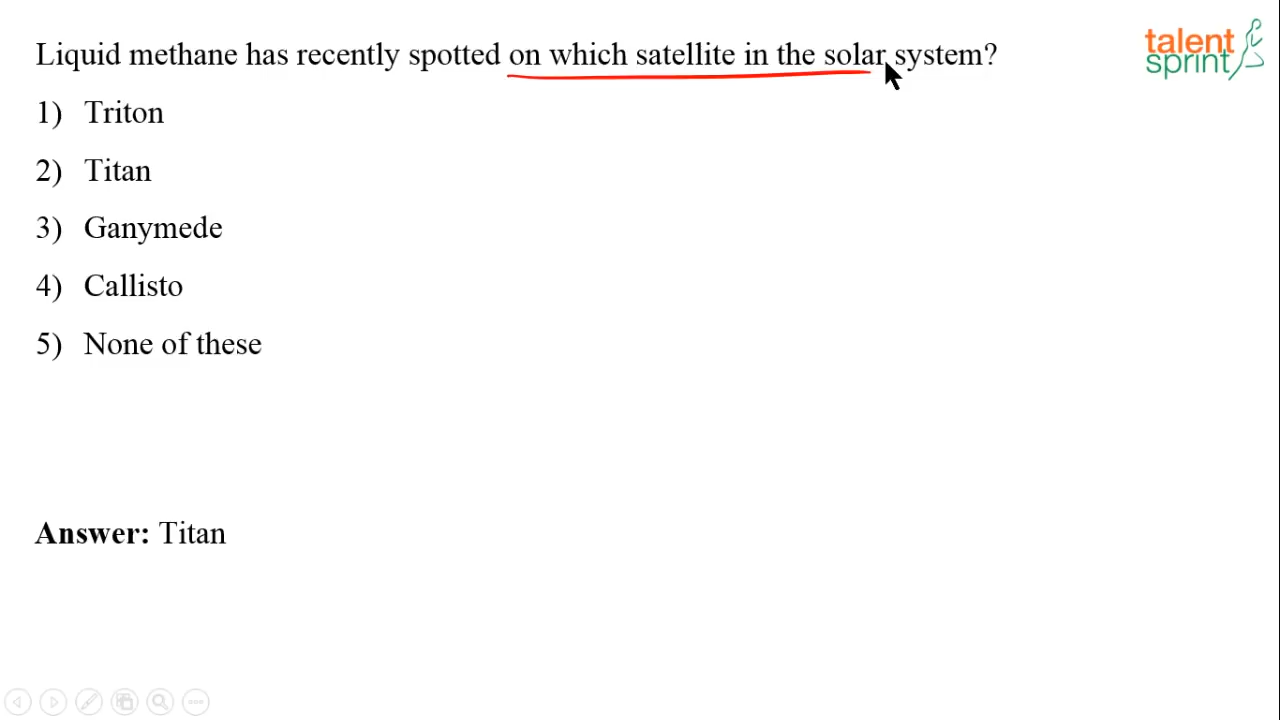 Liquid methane has recently spotted on which satellite in the solar system?
talent
sprint
1) Triton
2) Titan
3) Ganymede
4) Callisto
5) None of these
Answer: Titan